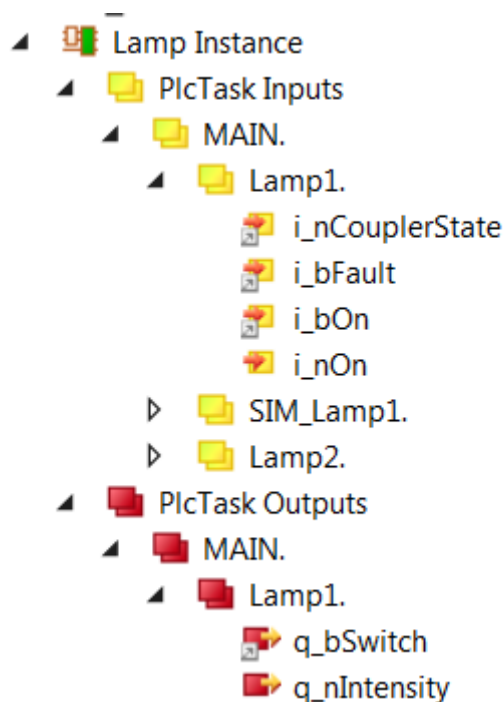 Lamp Instance
PlcTask Inputs
MAIN.
Lamp1.
i_nCouplerState
i_bFault
i_bOn
i_nOn
SIM_Lamp1.
Lamp2.
PlcTask Outputs
MAIN.
Lamp1.
q_bSwitch
q_nIntensity